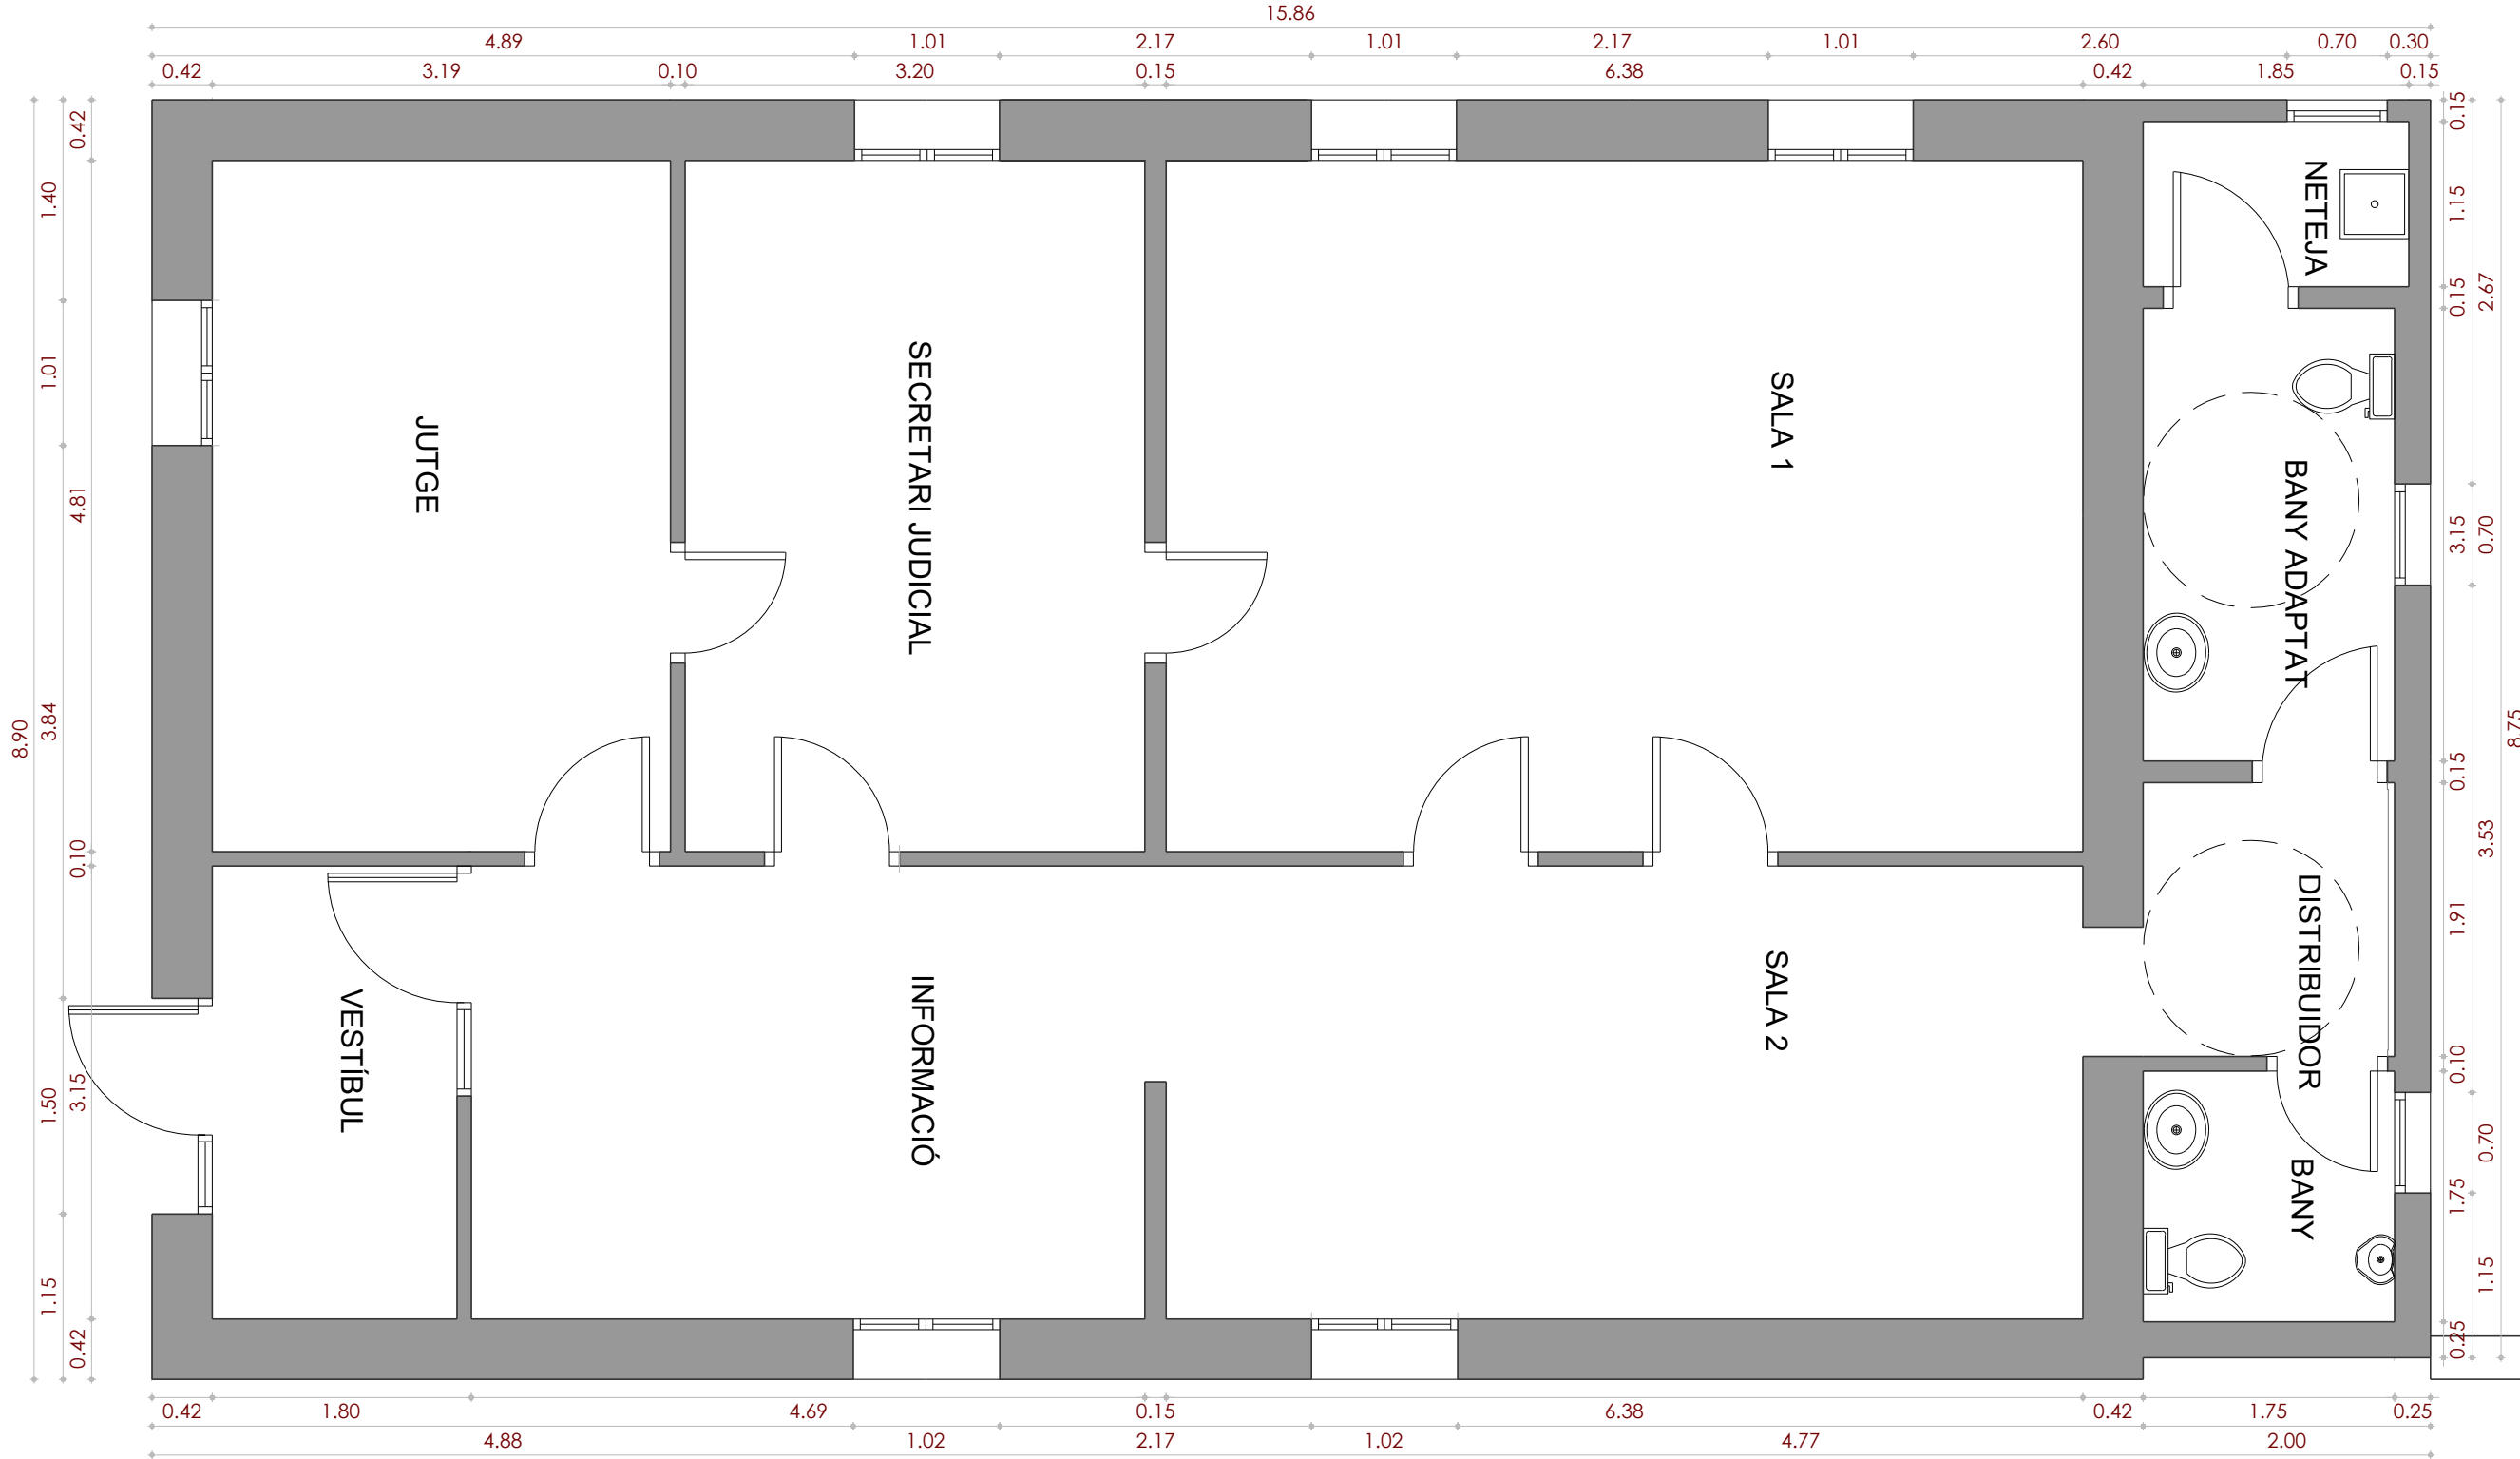 15.86
4.89 1.01 2.17 1.01 2.17 1.01 2.60 0.70 0.30
0.42 3.19 0.10 3.20 0.15 6.38 0.42 1.85 0.15
8.90
1.40 1.01 3.84 1.50 1.15
0.42 4.81 0.10 3.15 0.42
JUTGE
SECRETARI JUDICIAL
SALA 1
NETEJA
BANY ADAPTAT
VESTÍBUL
INFORMACIÓ
SALA 2
DISTRIBUIDOR
BANY
0.15 1.15 0.15 3.15 0.15 1.91 0.10 1.75 0.25
2.67 0.70 3.53 0.70 1.15
8.75
0.42 1.80 4.69 0.15 6.38 0.42 1.75 0.25
4.88 1.02 2.17 1.02 4.77 2.00